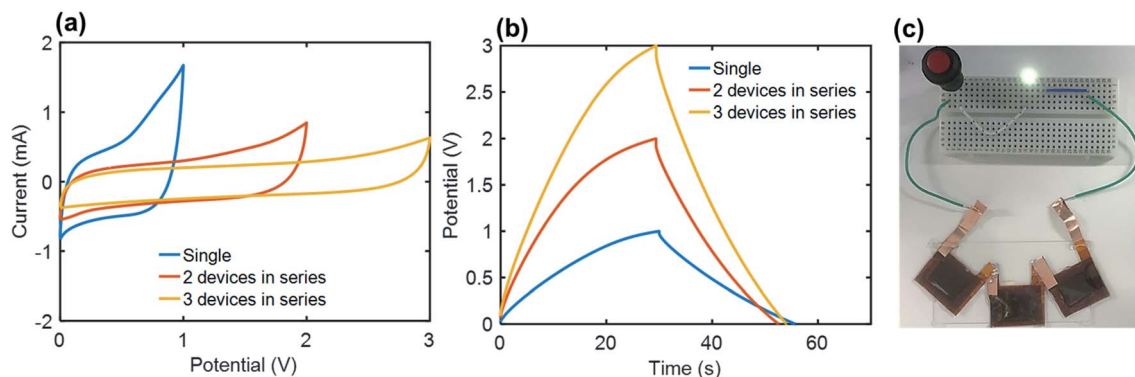 (a)
2
1
0
-1
-2
Current (mA)
Single
2 devices in series
3 devices in series
0
1
2
3
Potential (V)
(b)
3
2.5
2
1.5
1
0.5
0
Potential (V)
Single
2 devices in series
3 devices in series
0
20
40
60
Time (s)
(c)